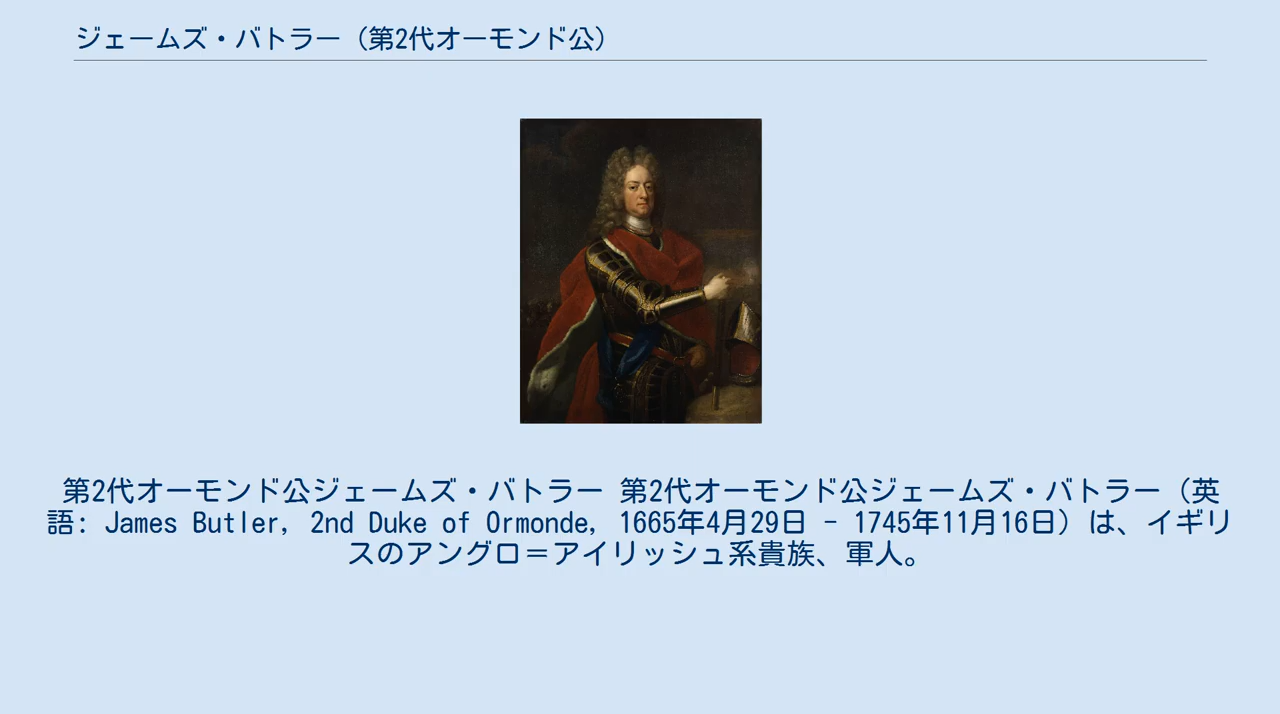 ジェームズ・バトラー（第2代オーモンド公）
第2代オーモンド公ジェームズ・バトラー 第2代オーモンド公ジェームズ・バトラー（英
語: James Butler, 2nd Duke of Ormonde, 1665年4月29日 - 1745年11月16日）は、イギリ
スのアングロ＝アイリッシュ系貴族、軍人。